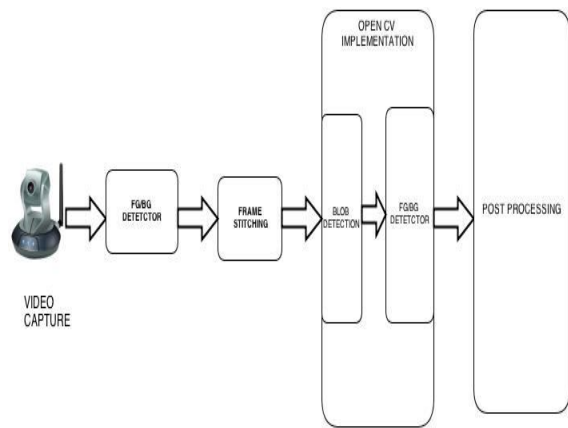 OPEN CV
IMPLEMENTATION
VIDEO
CAPTURE
FG/BG
DETETCTOR
FRAME
STITCHING
BLOB
DETECTION
FG/BG
DETETCTOR
POST PROCESSING